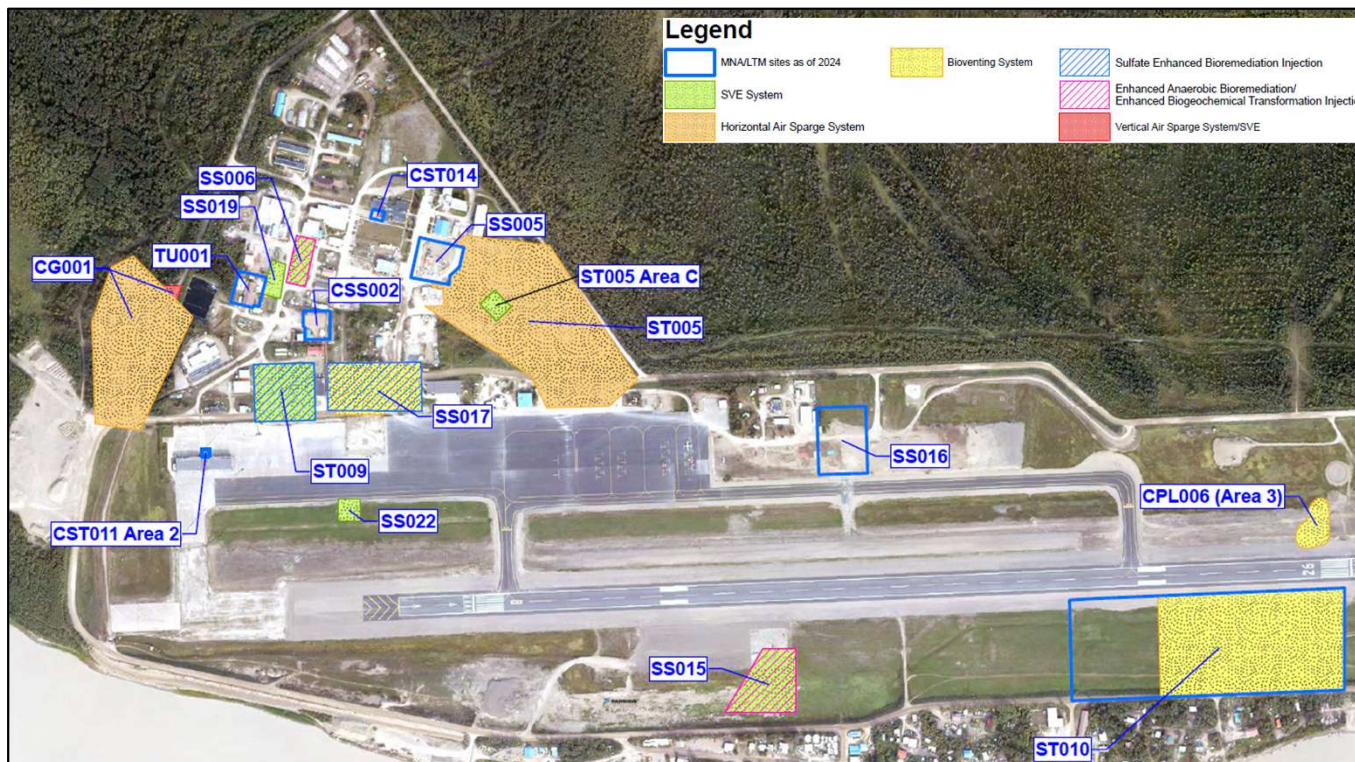 Legend
MNA/LTM sites as of 2024
SVE System
Horizontal Air Sparge System
Bioventing System
Sulfate Enhanced Bioremediation Injection
Enhanced Anaerobic Bioremediation/
Enhanced Biogeochemical Transformation Injectio
Vertical Air Sparge System/SVE
SS006
CST014
SS019
SS005
TU001
CG001
CSS002
ST005 Area C
ST005
SS017
ST009
SS016
CST011 Area 2
SS022
CPL006 (Area 3)
26
SS015
ST010